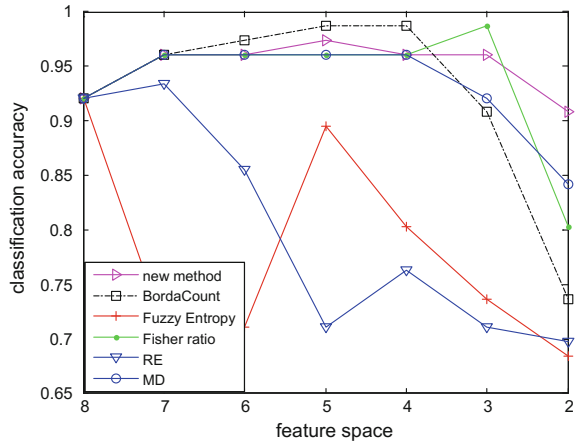 1
0.95
0.9
0.85
0.8
0.75
0.7
0.65
classification accuracy
new method
BordaCount
Fuzzy Entropy
Fisher ratio
RE
MD
8 7 6 5 4 3 2
feature space